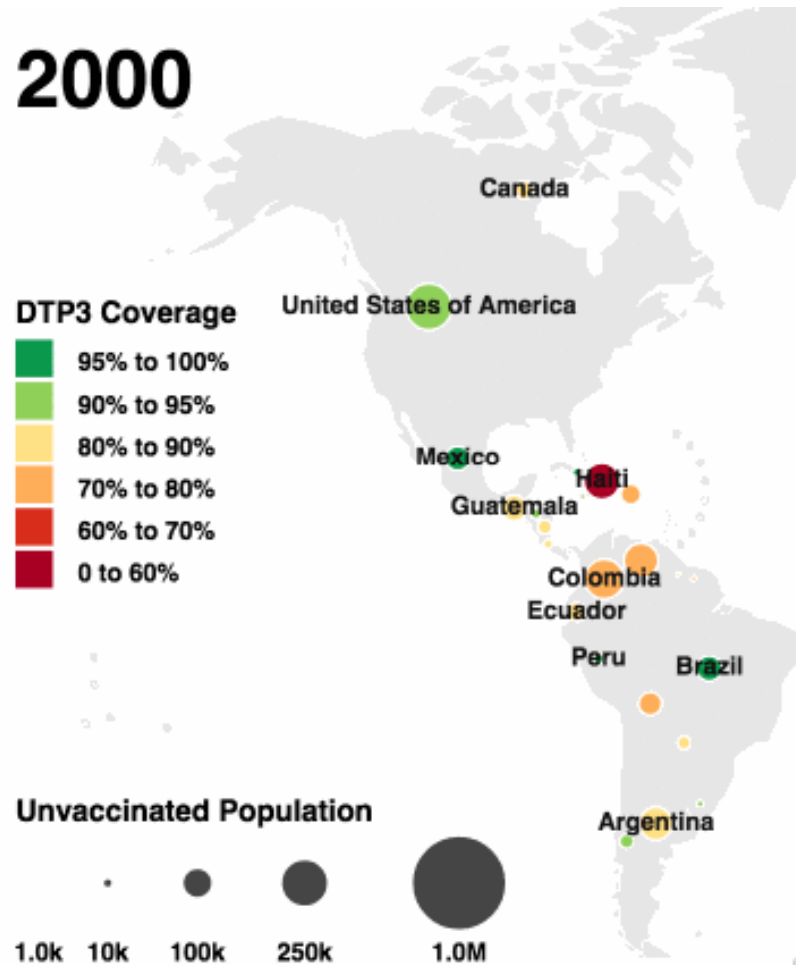 2000
Canada
United States of America
DTP3 Coverage
95% to 100%
90% to 95%
80% to 90%
70% to 80%
60% to 70%
0 to 60%
Mexico
Haiti
Guatemala
Colombia
Ecuador
Peru
Brazil
Unvaccinated Population
Argentina
1.0k 10k 100k 250k 1.0M